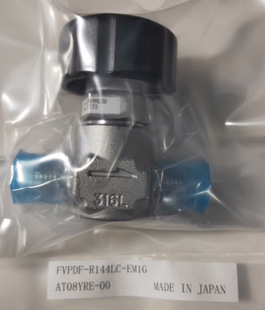 316L
FVPDF-R144LC-EM1G
AT08YRE-00 MADE IN JAPAN